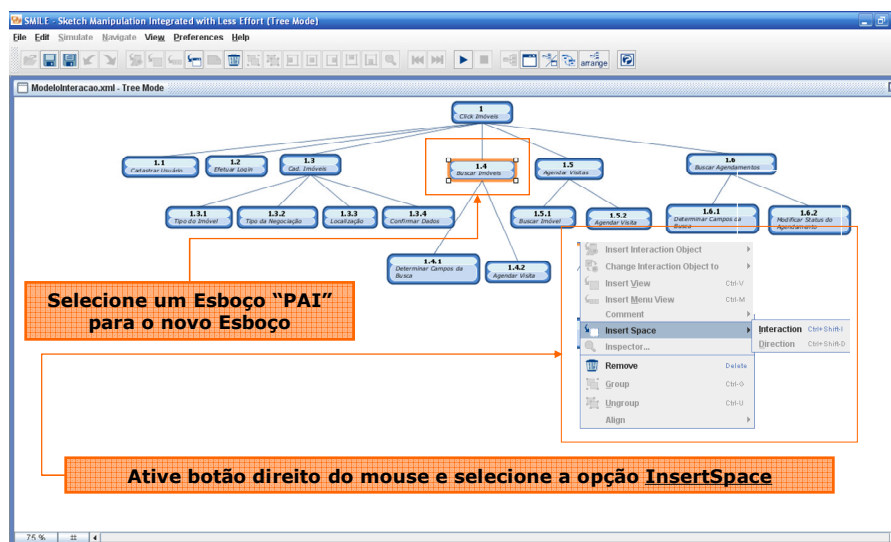 SMILE - Sketch Manipulation Integrated with Less Effort (Tree Mode)
File Edit Simulate Navigate View Preferences Help
arrange
ModeloInteracao.xml - Tree Mode
1
Click Imóveis
1.1
Cadastrar Usuário
1.2
Efetuar Login
1.3
Cad. Imóveis
1.4
Buscar Imóveis
1.5
Agendar Visitas
1.6
Buscar Agendamentos
1.3.1
Tipo do Imóvel
1.3.2
Tipo da Negociação
1.3.3
Localização
1.3.4
Confirmar Dados
1.5.1
Buscar Imóvel
1.5.2
Agendar Visita
1.6.1
Determinar Campos da
Busca
1.6.2
Modificar Status do
Agendamento
1.4.1
Determinar Campos da
Busca
1.4.2
Agendar Visita
Selecione um Esboço “PAI”
para o novo Esboço
Insert Interaction Object
Change Interaction Object to
Insert View Ctrl-V
Insert Menu View Ctrl-M
Comment
Insert Space
Interaction Ctrl+Shift-I
Direction Ctrl+Shift-D
Inspector...
Remove Delete
Group Ctrl-G
Ungroup Ctrl-U
Align
Ative botão direito do mouse e selecione a opção InsertSpace
75 %